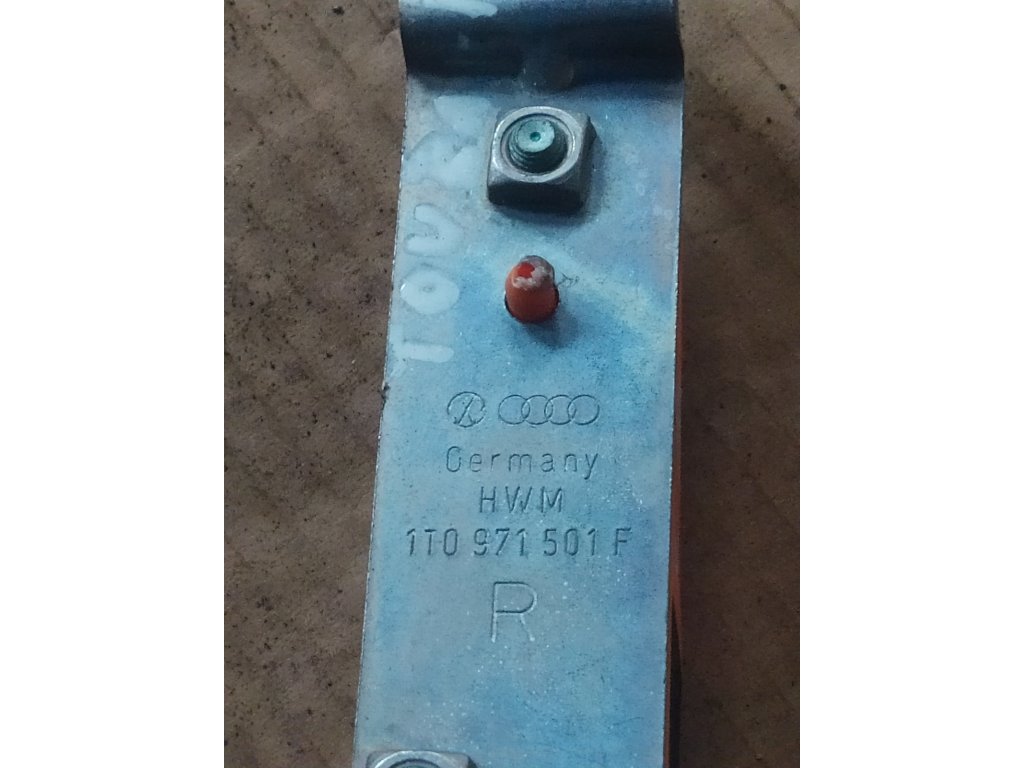 Germany
HWM
1T0 971 501 F
R